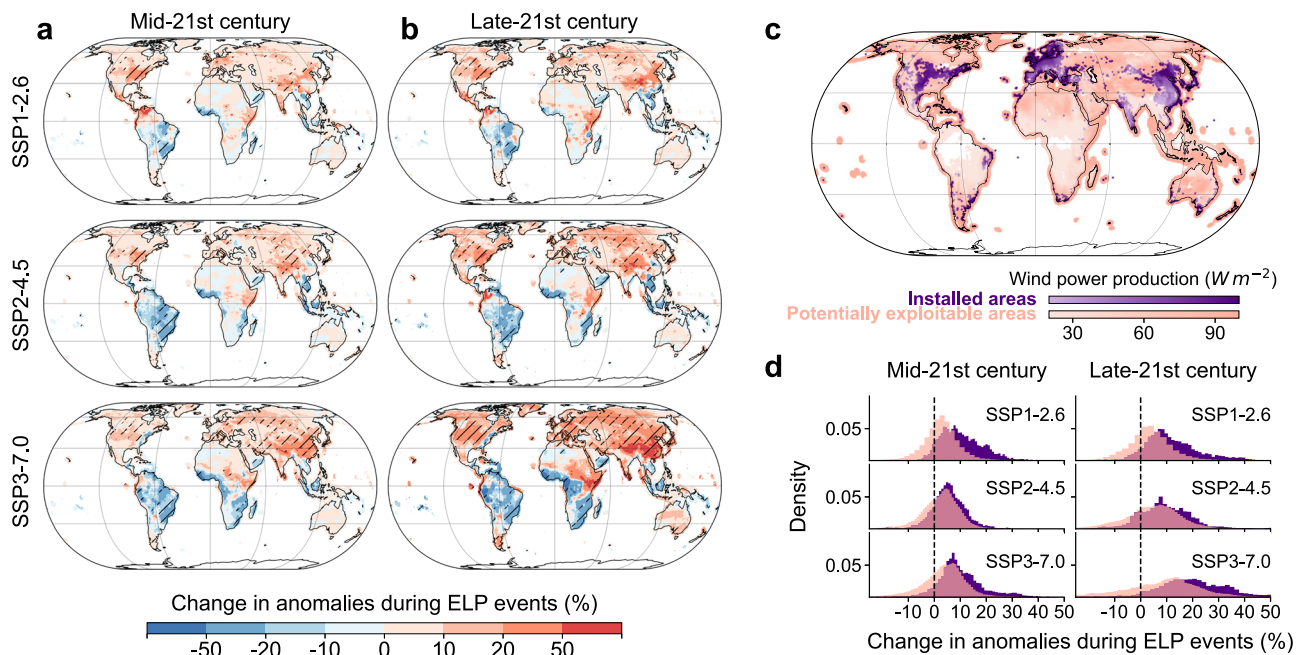 a
Mid-21st century
b
Late-21st century
SSP1-2.6
SSP2-4.5
SSP3-7.0
Change in anomalies during ELP events (%)
-50 -20 -10 0 10 20 50
c
Wind power production (W m⁻²)
Installed areas
Potentially exploitable areas
30 60 90
d
Mid-21st century Late-21st century
Density
0.05 SSP1-2.6 SSP1-2.6
0.05 SSP2-4.5 SSP2-4.5
0.05 SSP3-7.0 SSP3-7.0
-10 0 10 20 30 40 50 -10 0 10 20 30 40 50
Change in anomalies during ELP events (%)